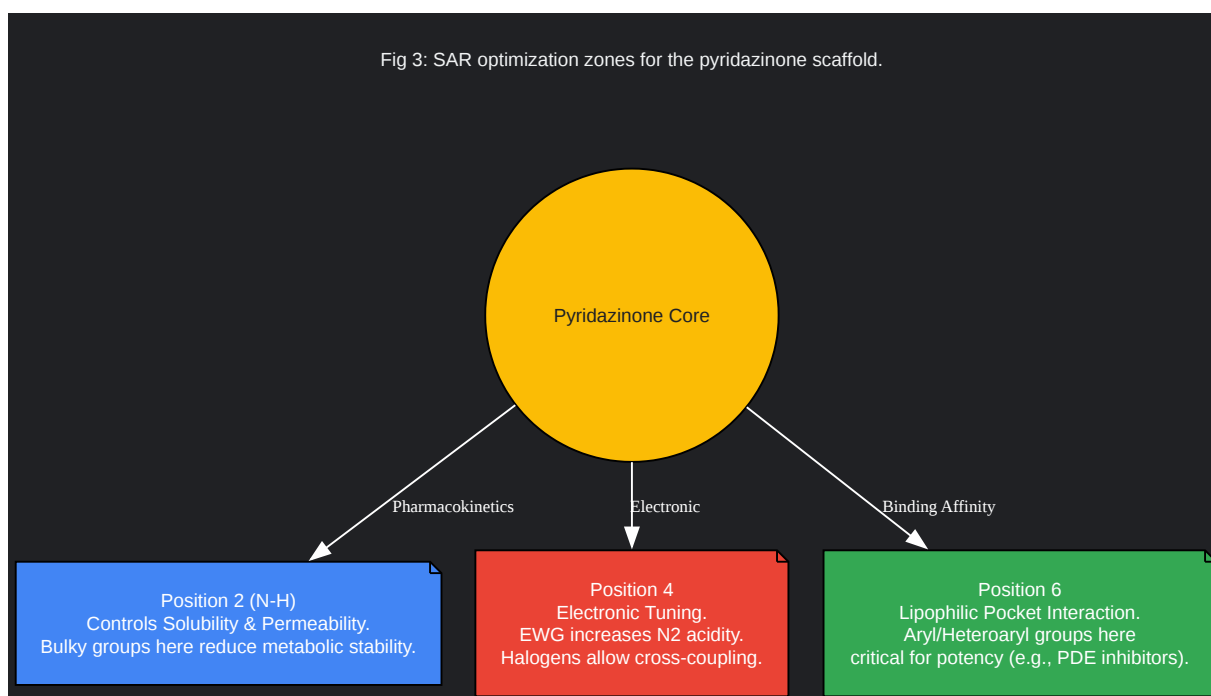 Fig 3: SAR optimization zones for the pyridazinone scaffold.
Pyridazinone Core
Pharmacokinetics
Electronic
Binding Affinity
Position 2 (N-H)
Controls Solubility & Permeability.
Bulky groups here reduce metabolic stability.
Position 4
Electronic Tuning.
EWG increases N2 acidity.
Halogens allow cross-coupling.
Position 6
Lipophilic Pocket Interaction.
Aryl/Heteroaryl groups here
critical for potency (e.g., PDE inhibitors).